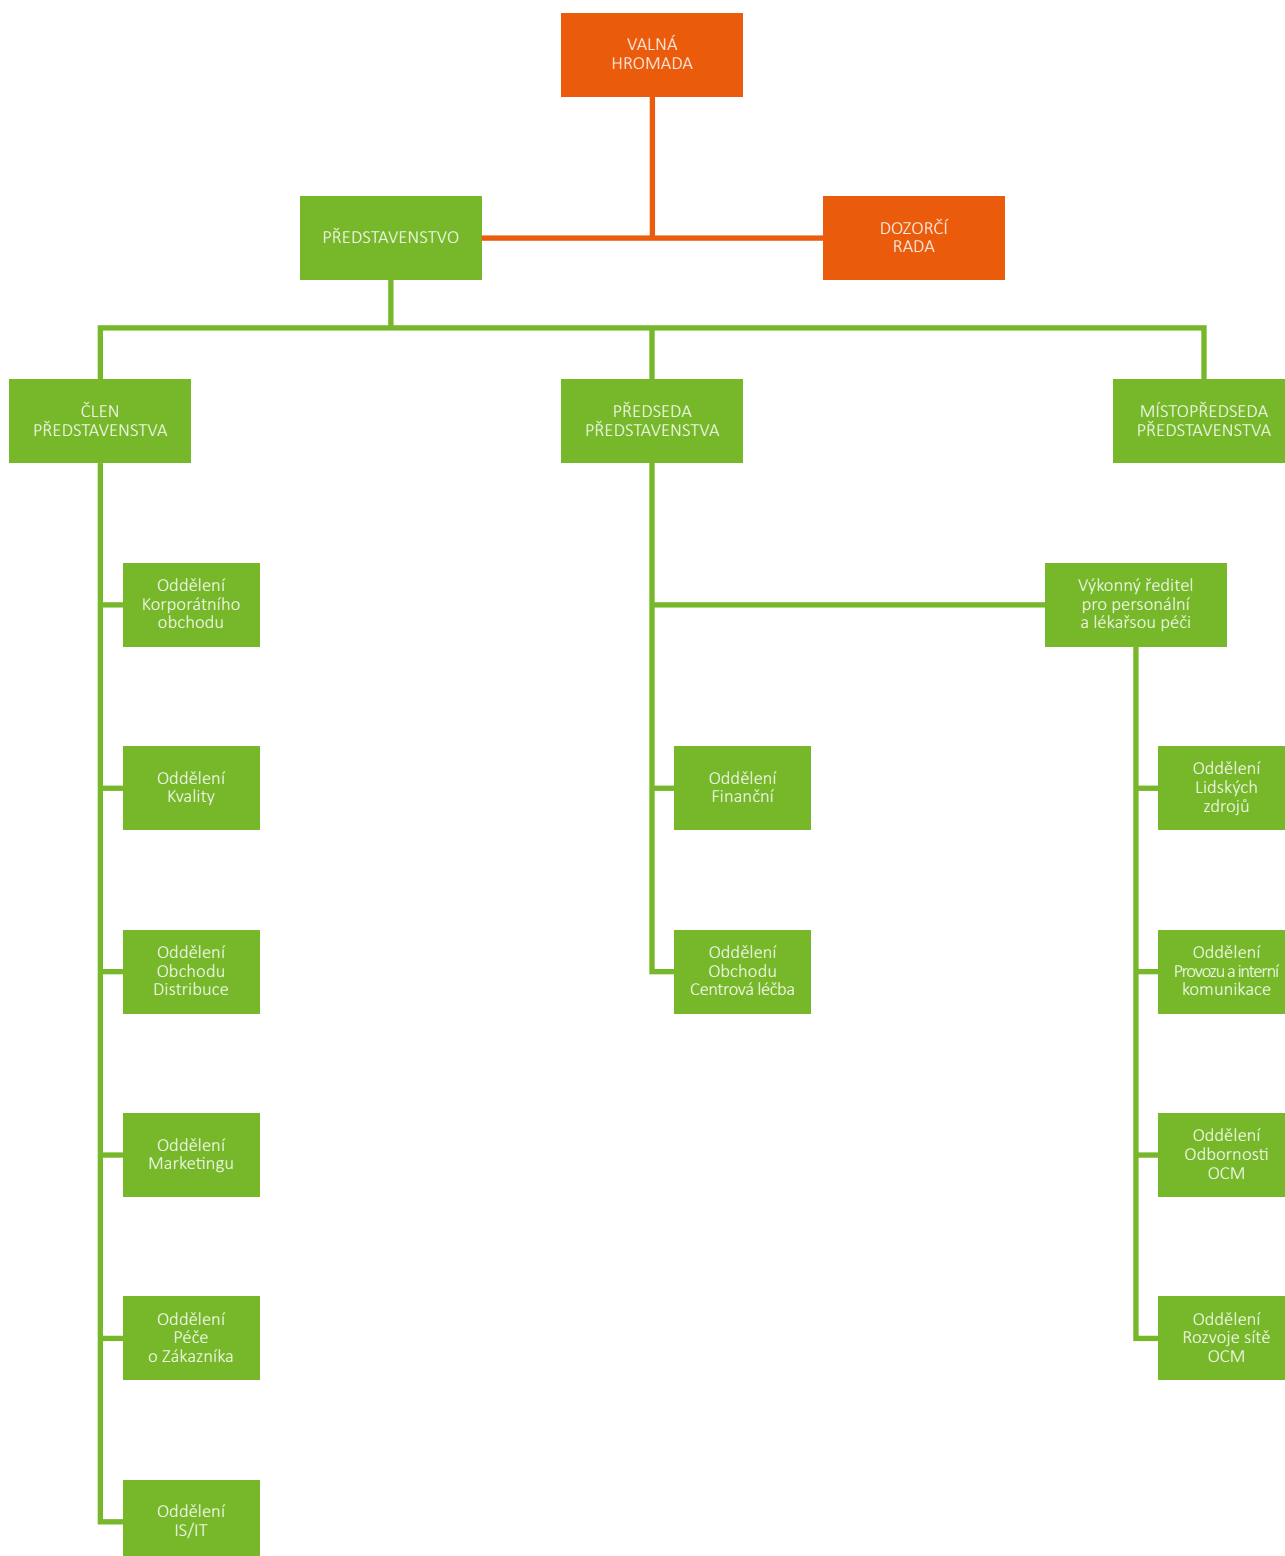 VALNÁ
HROMADA
PŘEDSTAVENSTVO
DOZORČÍ
RADA
ČLEN
PŘEDSTAVENSTVA
PŘEDSEDA
PŘEDSTAVENSTVA
MÍSTOPŘEDSEDA
PŘEDSTAVENSTVA
Oddělení
Korporátního
obchodu
Výkonný ředitel
pro personální
a lékařsou péči
Oddělení
Kvality
Oddělení
Finanční
Oddělení
Lidských
zdrojů
Oddělení
Obchodu
Distribuce
Oddělení
Obchodu
Centrová léčba
Oddělení
Provozu a interní
komunikace
Oddělení
Marketingu
Oddělení
Odbornosti
OCM
Oddělení
Péče
o Zákazníka
Oddělení
Rozvoje sítě
OCM
Oddělení
IS/IT